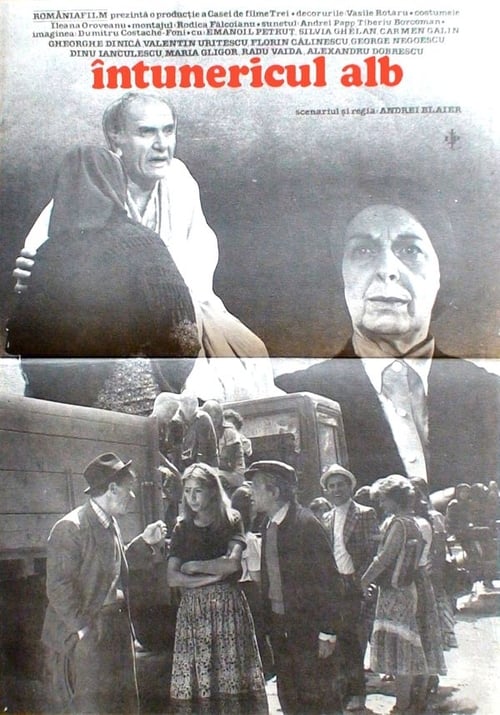 ROMÂNIAFILM prezintă o producție a Casei de filme Trei • decorurile: Vasile Rotaru • costumele:
Ileana Oroveanu • montajul: Rodica Fălcoianu • sunetul: Andrei Papp, Tiberiu Borcoman •
imaginea: Dumitru Costache-Foni • cu: EMANOIL PETRUȚ, SILVIA GHELAN, CARMEN GALIN
GHEORGHE DINICĂ, VALENTIN URITESCU, FLORIN CĂLINESCU, GEORGE NEGOESCU
DINU IANCULESCU, MARIA GLIGOR, RADU VAIDA, ALEXANDRU DOBRESCU
întunericul alb
scenariul și regia: ANDREI BLAIER